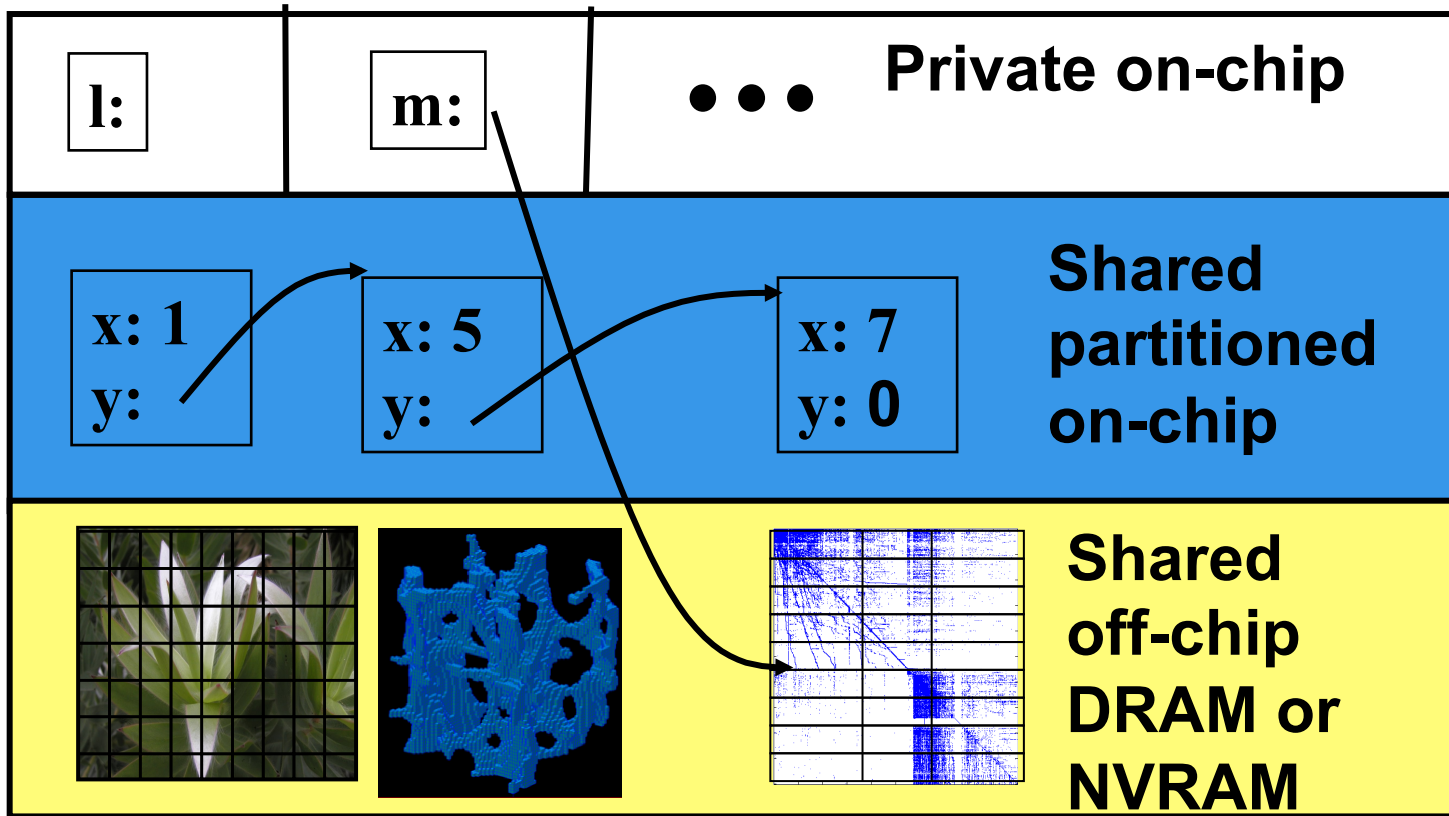 l:
m:
•••
Private on-chip
x: 1
y:
x: 5
y:
x: 7
y: 0
Shared
partitioned
on-chip
Shared
off-chip
DRAM or
NVRAM